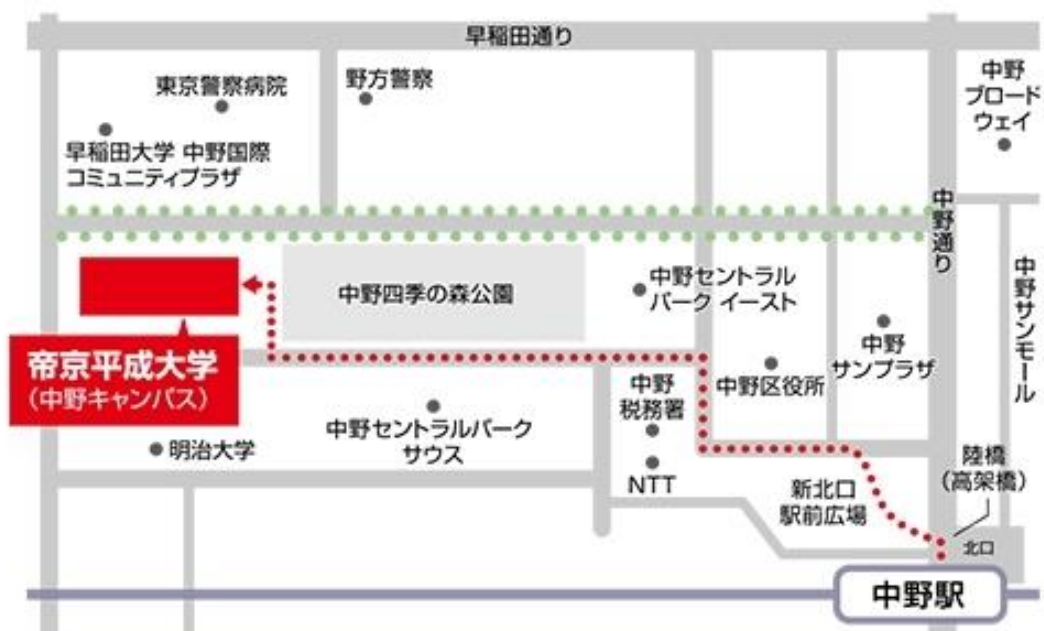 早稲田通り
東京警察病院
野方警察
中野
ブロード
ウェイ
早稲田大学 中野国際
コミュニティプラザ
中野通り
中野サンモール
中野四季の森公園
中野セントラル
パーク イースト
帝京平成大学
（中野キャンパス）
中野
サンプラザ
中野区役所
中野
税務署
中野セントラルパーク
サウス
明治大学
NTT
新北口
駅前広場
陸橋
（高架橋）
北口
中野駅